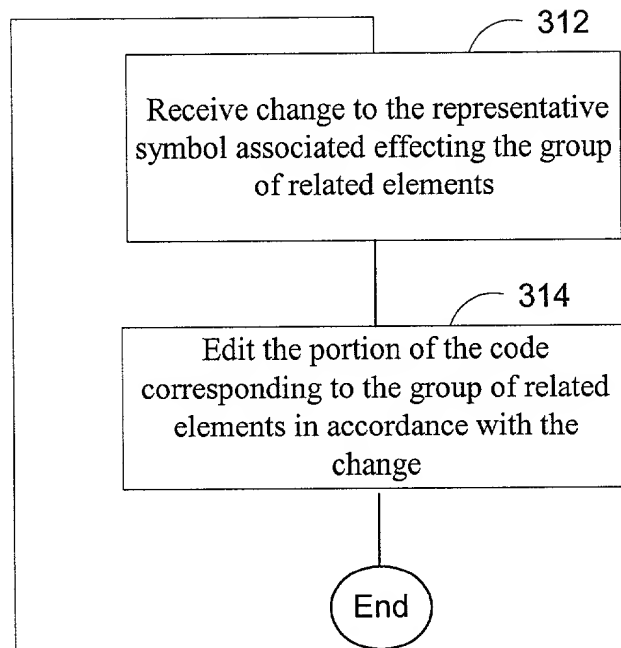 312
Receive change to the representative
symbol associated effecting the group
of related elements
314
Edit the portion of the code
corresponding to the group of related
elements in accordance with the
change
End